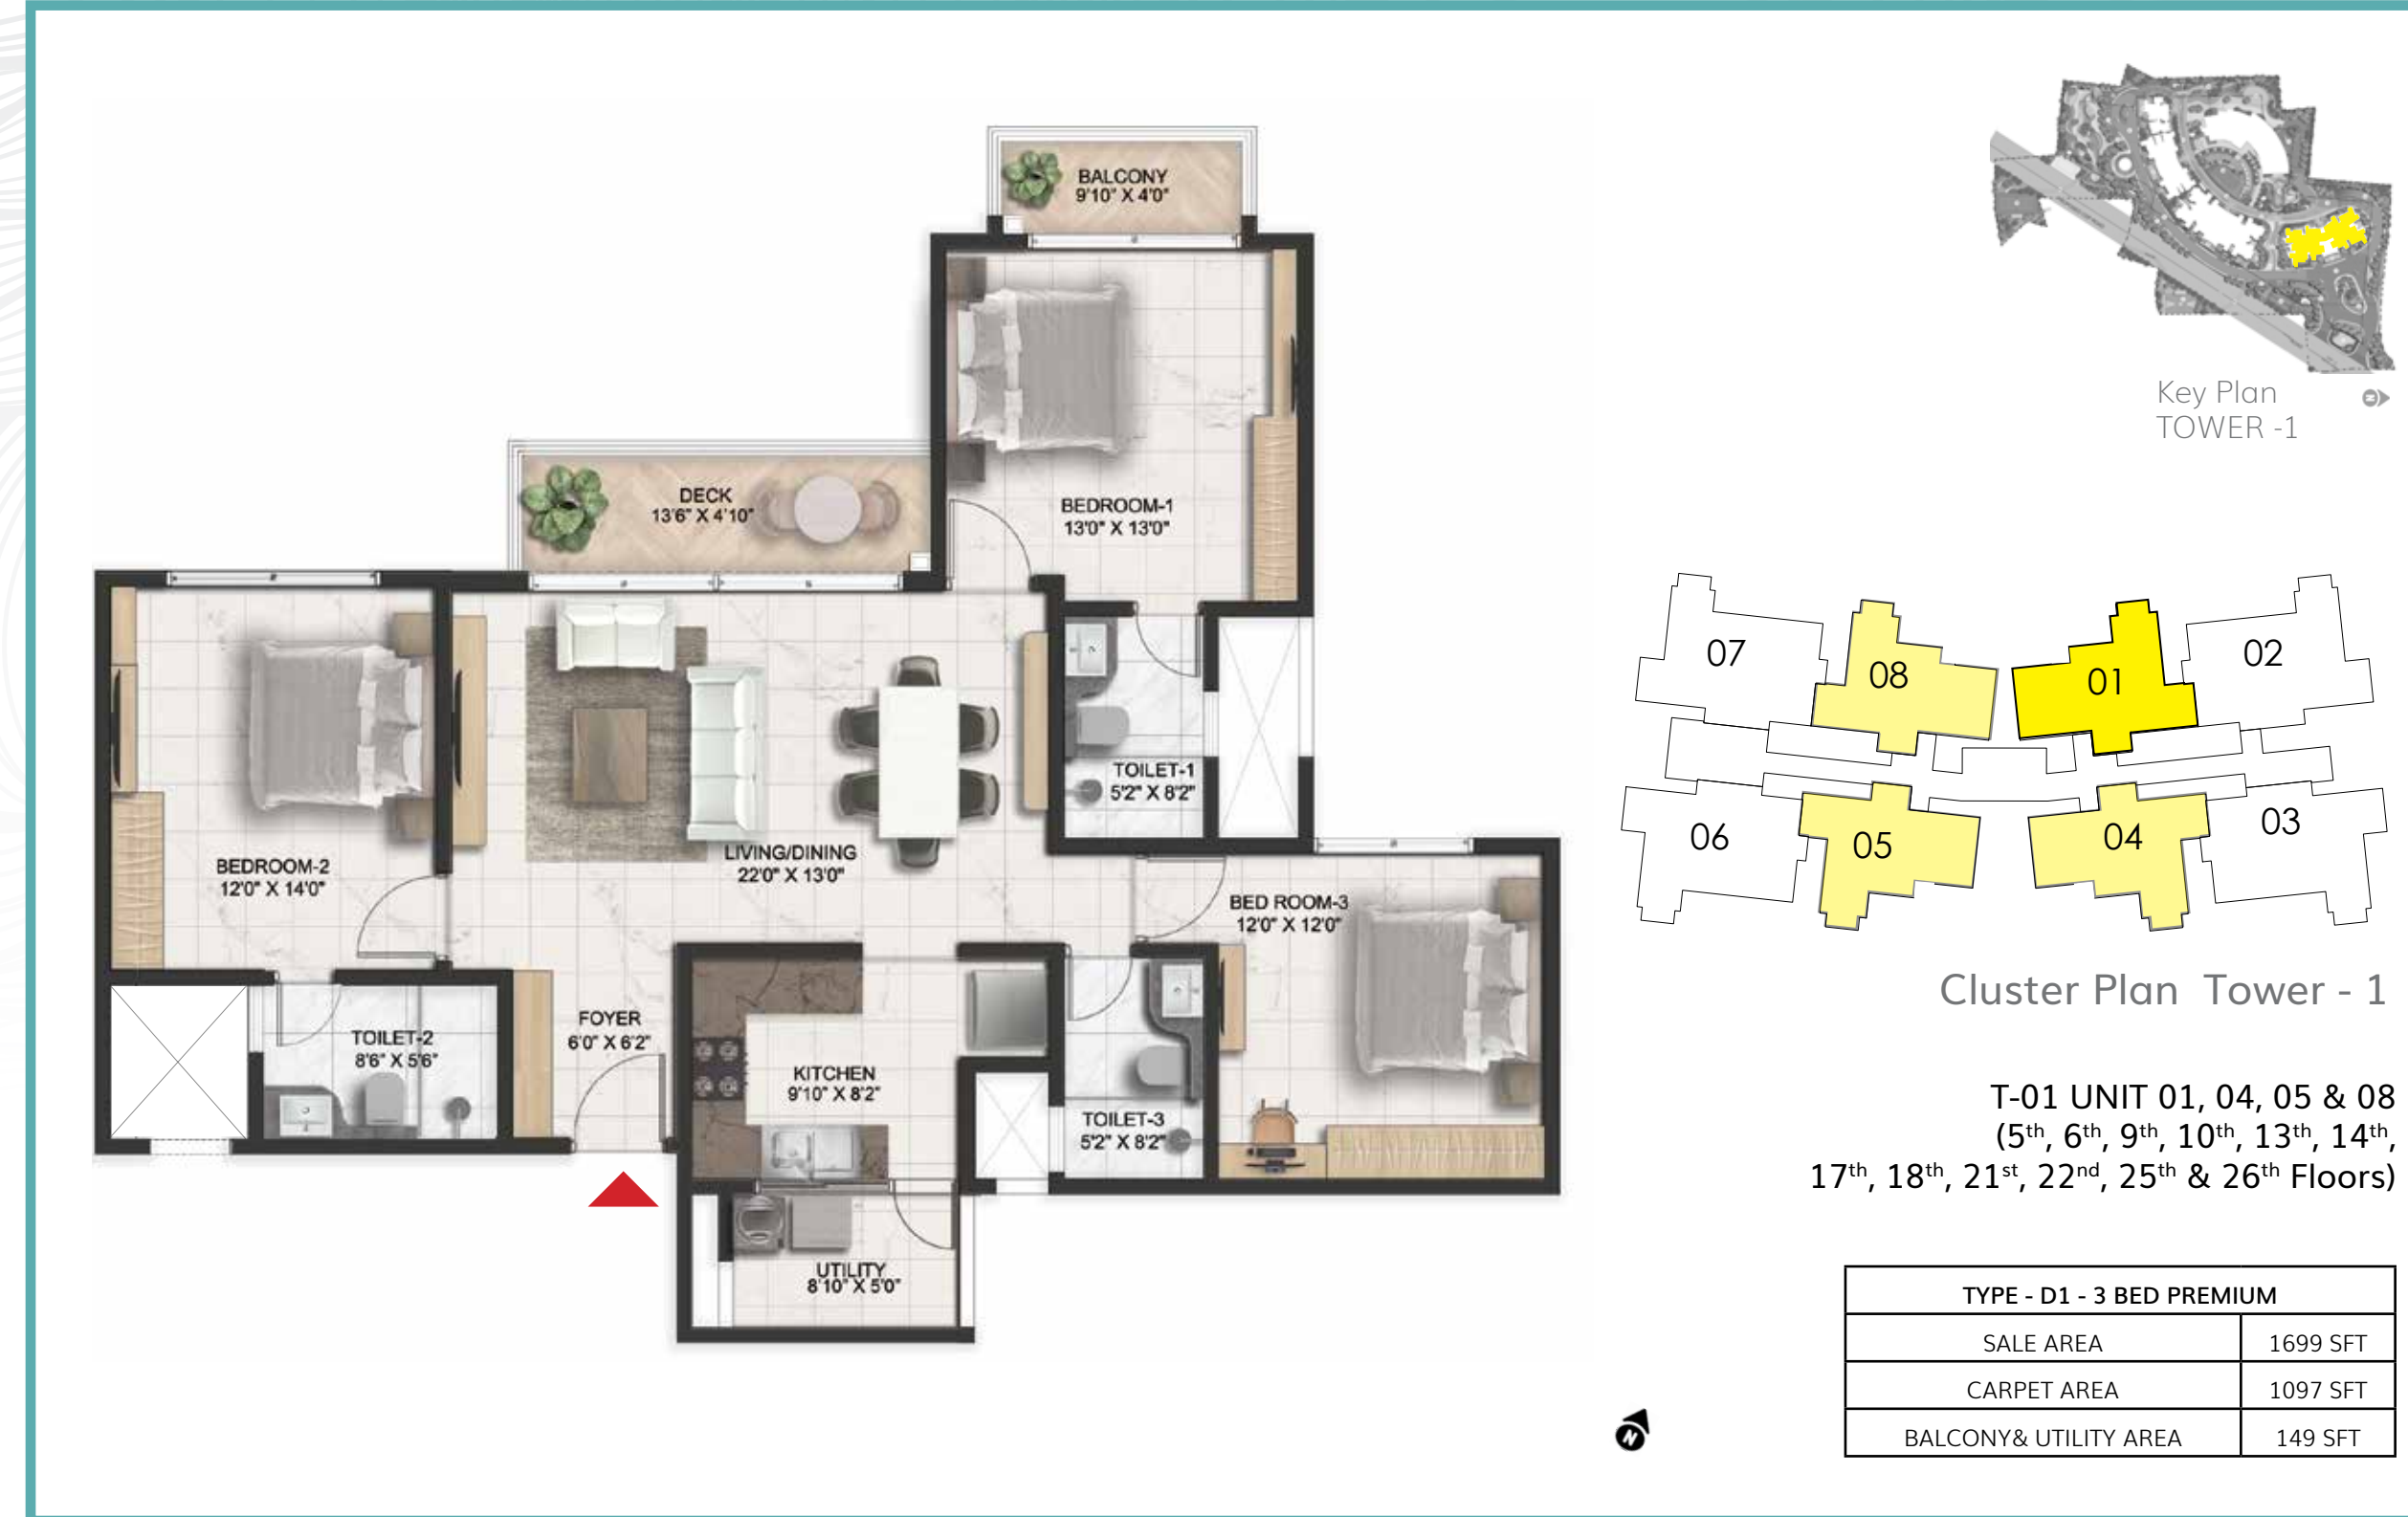 BALCONY
9'10" X 4'0"
DECK
13'6" X 4'10"
BEDROOM-1
13'0" X 13'0"
TOILET-1
5'2" X 8'2"
LIVING/DINING
22'0" X 13'0"
BEDROOM-2
12'0" X 14'0"
BED ROOM-3
12'0" X 12'0"
FOYER
6'0" X 6'2"
TOILET-2
8'6" X 5'6"
KITCHEN
9'10" X 8'2"
TOILET-3
5'2" X 8'2"
UTILITY
8'10" X 5'0"
N
Key Plan
TOWER -1
N
07
08
01
02
06
05
04
03
Cluster Plan Tower - 1
T-01 UNIT 01, 04, 05 & 08
(5th, 6th, 9th, 10th, 13th, 14th,
17th, 18th, 21st, 22nd, 25th & 26th Floors)
TYPE - D1 - 3 BED PREMIUM
SALE AREA 1699 SFT
CARPET AREA 1097 SFT
BALCONY& UTILITY AREA 149 SFT